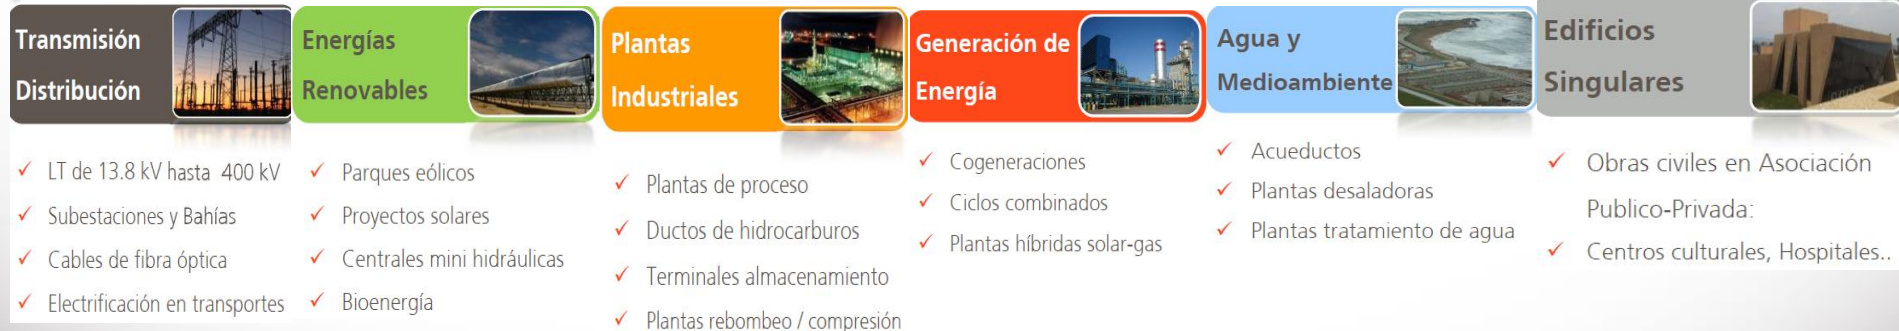 Transmisión
Distribución
✓ LT de 13.8 kV hasta 400 kV
✓ Subestaciones y Bahías
✓ Cables de fibra óptica
✓ Electrificación en transportes
Energías
Renovables
✓ Parques eólicos
✓ Proyectos solares
✓ Centrales mini hidráulicas
✓ Bioenergía
Plantas
Industriales
✓ Plantas de proceso
✓ Ductos de hidrocarburos
✓ Terminales almacenamiento
✓ Plantas rebombeo / compresión
Generación de
Energía
✓ Cogeneraciones
✓ Ciclos combinados
✓ Plantas híbridas solar-gas
Agua y
Medioambiente
✓ Acueductos
✓ Plantas desaladoras
✓ Plantas tratamiento de agua
Edificios
Singulares
✓ Obras civiles en Asociación
Publico-Privada:
✓ Centros culturales, Hospitales..